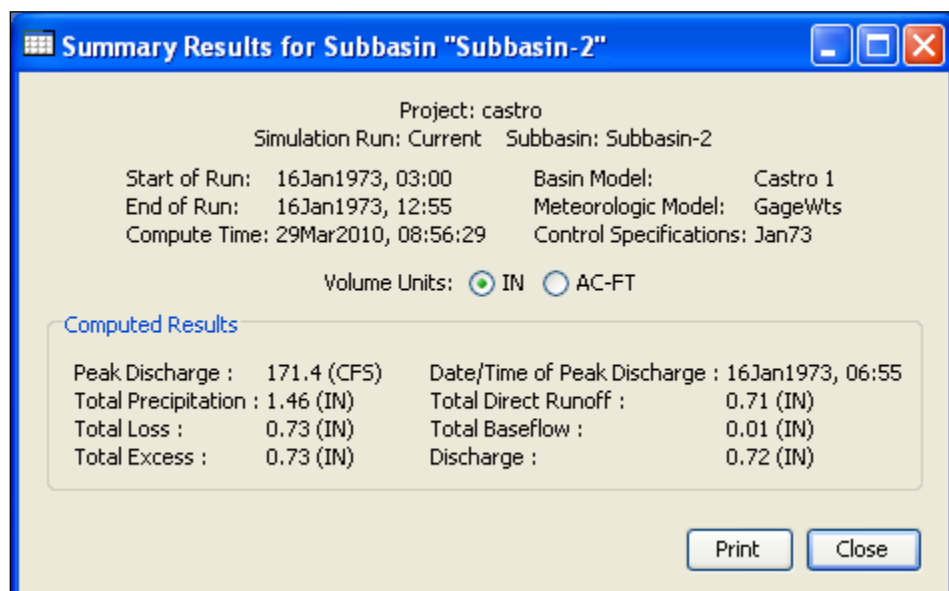 Summary Results for Subbasin "Subbasin-2"
Project: castro
Simulation Run: Current Subbasin: Subbasin-2
Start of Run: 16Jan1973, 03:00 Basin Model: Castro 1
End of Run: 16Jan1973, 12:55 Meteorologic Model: GageWts
Compute Time: 29Mar2010, 08:56:29 Control Specifications: Jan73
Volume Units: IN AC-FT
Computed Results
Peak Discharge : 171.4 (CFS) Date/Time of Peak Discharge : 16Jan1973, 06:55
Total Precipitation : 1.46 (IN) Total Direct Runoff : 0.71 (IN)
Total Loss : 0.73 (IN) Total Baseflow : 0.01 (IN)
Total Excess : 0.73 (IN) Discharge : 0.72 (IN)
Print Close